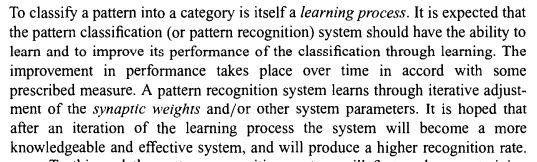 To classify a pattern into a category is itself a learning process. It is expected that
the pattern classification (or pattern recognition) system should have the ability to
learn and to improve its performance of the classification through learning. The
improvement in performance takes place over time in accord with some
prescribed measure. A pattern recognition system learns through iterative adjust-
ment of the synaptic weights and/or other system parameters. It is hoped that
after an iteration of the learning process the system will become a more
knowledgeable and effective system, and will produce a higher recognition rate.